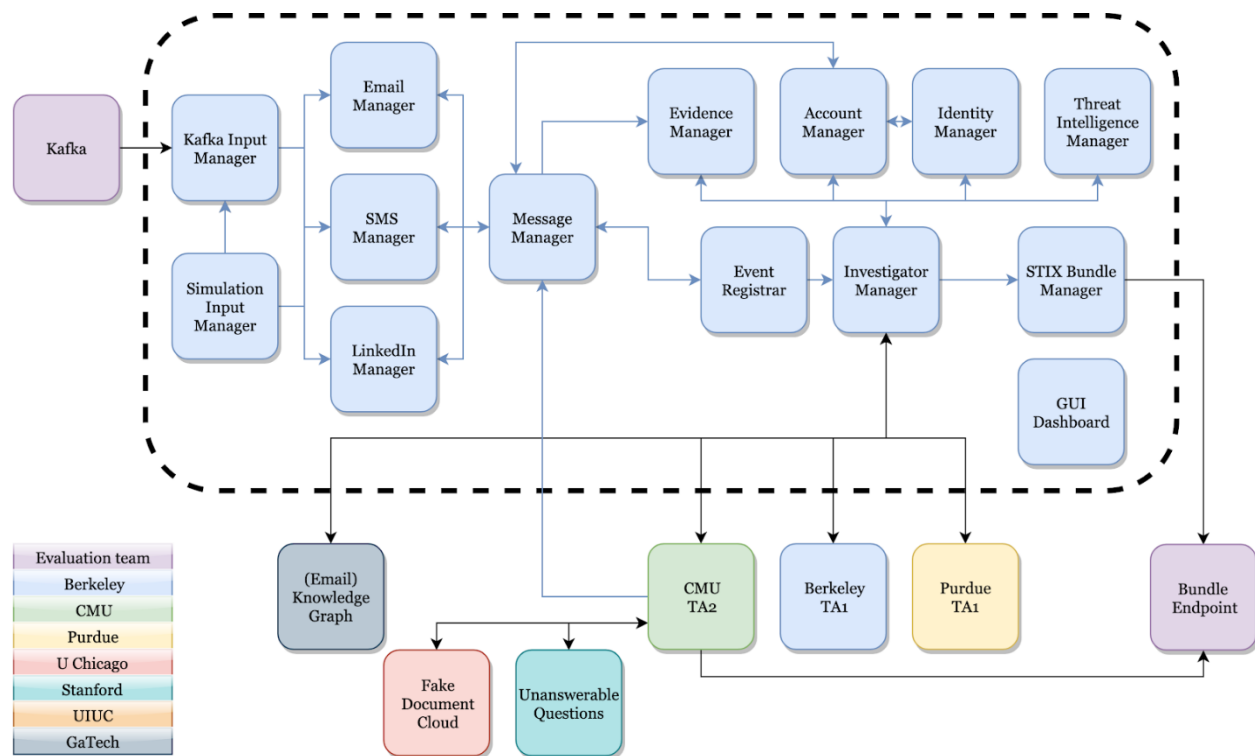 Kafka
Kafka Input
Manager
Simulation
Input
Manager
Email
Manager
SMS
Manager
LinkedIn
Manager
Message
Manager
Evidence
Manager
Account
Manager
Identity
Manager
Threat
Intelligence
Manager
Event
Registrar
Investigator
Manager
STIX Bundle
Manager
GUI
Dashboard
(Email)
Knowledge
Graph
CMU
TA2
Berkeley
TA1
Purdue
TA1
Bundle
Endpoint
Fake
Document
Cloud
Unanswerable
Questions
Evaluation team
Berkeley
CMU
Purdue
U Chicago
Stanford
UIUC
GaTech